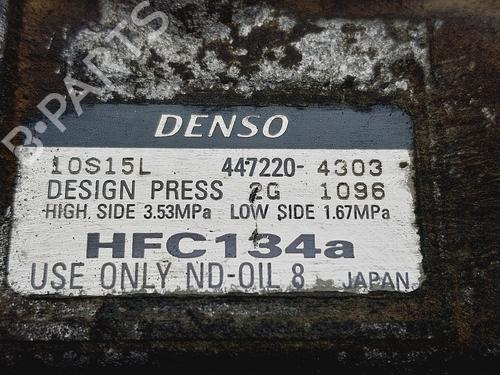 B-PARTS
DENSO
10S15L 447220-4303
DESIGN PRESS 2G 1096
HIGH SIDE 3.53MPa LOW SIDE 1.67MPa
HFC134a
USE ONLY ND-OIL 8 JAPAN